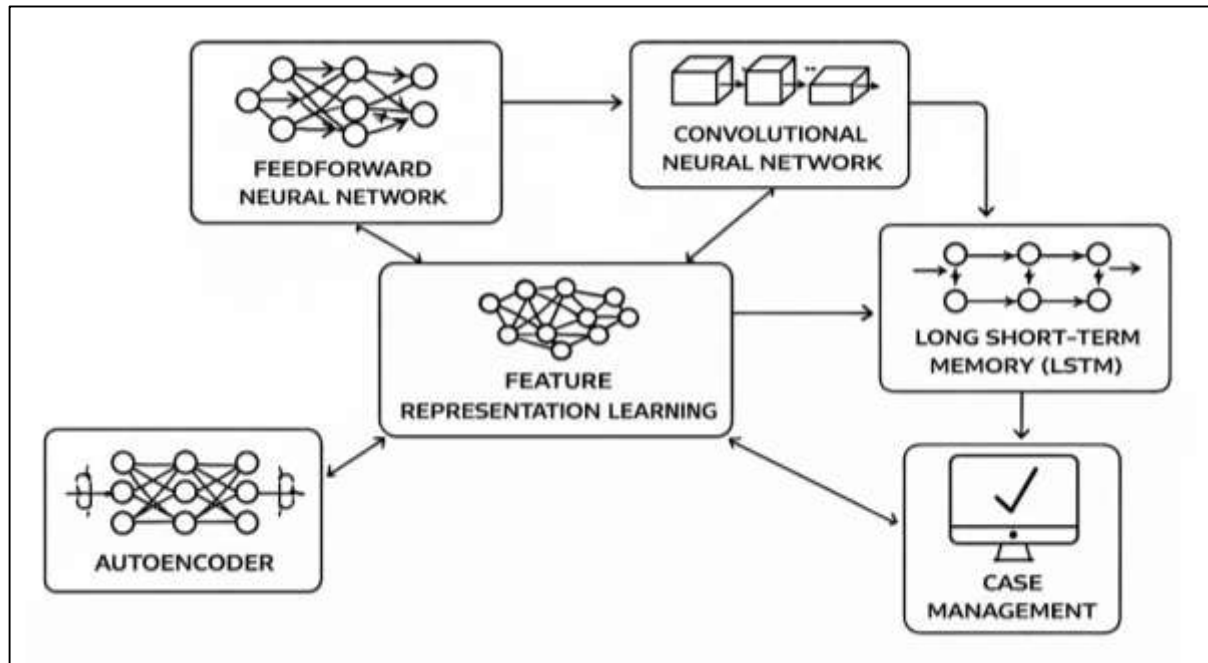 FEEDFORWARD
NEURAL NETWORK
CONVOLUTIONAL
NEURAL NETWORK
FEATURE
REPRESENTATION LEARNING
LONG SHORT-TERM
MEMORY (LSTM)
AUTOENCODER
CASE
MANAGEMENT